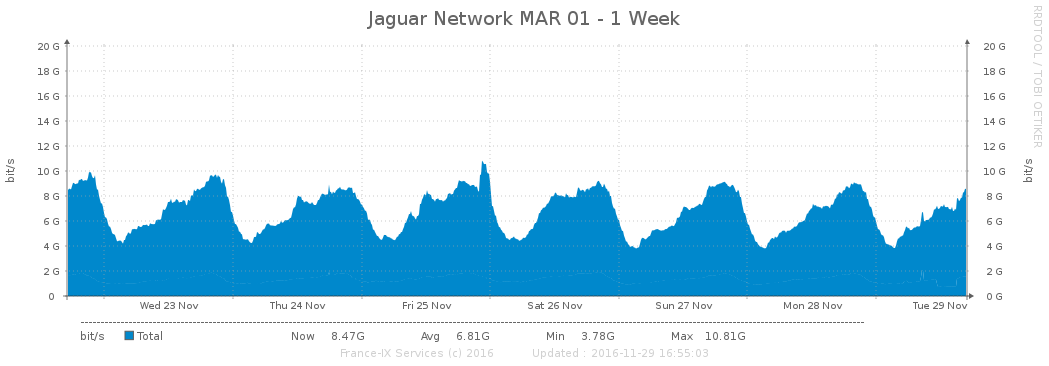 Jaguar Network MAR 01 - 1 Week
RRDTOOL / TOBI OETIKER
bit/s
bit/s
20 G 20 G
18 G 18 G
16 G 16 G
14 G 14 G
12 G 12 G
10 G 10 G
8 G 8 G
6 G 6 G
4 G 4 G
2 G 2 G
0 0 G
Wed 23 Nov Thu 24 Nov Fri 25 Nov Sat 26 Nov Sun 27 Nov Mon 28 Nov Tue 29 Nov
bit/s Total Now 8.47G Avg 6.81G Min 3.78G Max 10.81G
France-IX Services (c) 2016 Updated : 2016-11-29 16:55:03